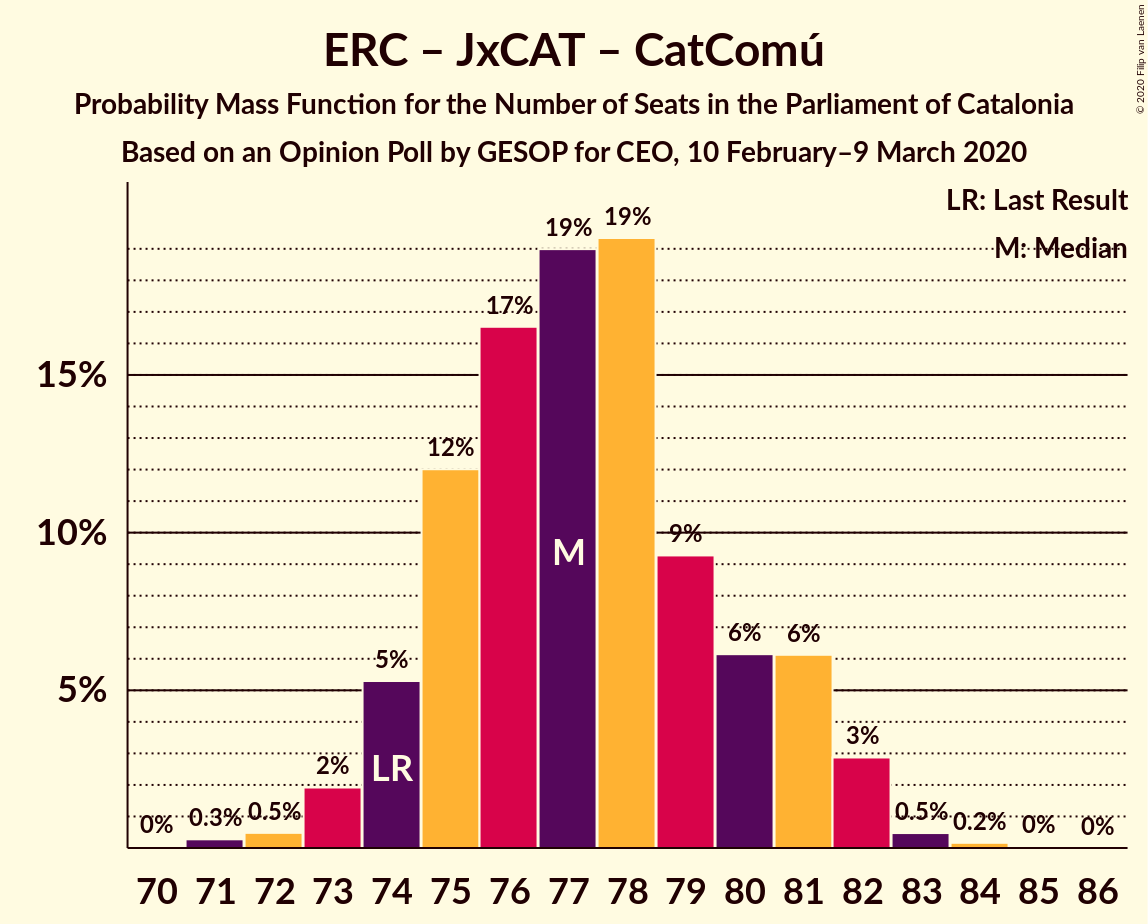 ERC – JxCAT – CatComú
Probability Mass Function for the Number of Seats in the Parliament of Catalonia
Based on an Opinion Poll by GESOP for CEO, 10 February–9 March 2020
© 2020 Filip van Laenen
LR: Last Result
M: Median
15%
10%
5%
0%
0.3%
0.5%
2%
5%
12%
17%
19%
19%
9%
6%
6%
3%
0.5%
0.2%
0%
0%
LR
M
70 71 72 73 74 75 76 77 78 79 80 81 82 83 84 85 86